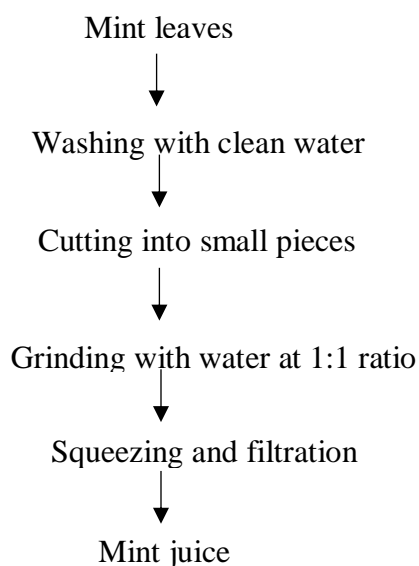 Mint leaves
Washing with clean water
Cutting into small pieces
Grinding with water at 1:1 ratio
Squeezing and filtration
Mint juice